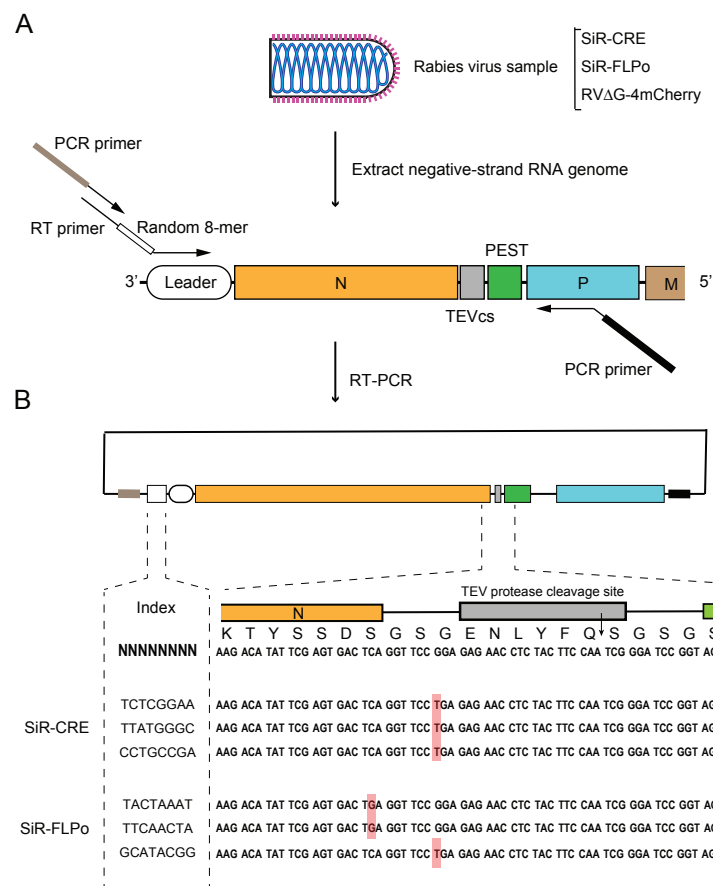 A
Rabies virus sample
SiR-CRE
SiR-FLPo
RVΔG-4mCherry
PCR primer
Extract negative-strand RNA genome
RT primer
Random 8-mer
PEST
3’ Leader N P M 5’
TEVcs
PCR primer
RT-PCR
B
TEV protease cleavage site
Index
N
K T Y S S D S G S G E N L Y F Q S G S G S
NNNNNNNN AAG ACA TAT TCG AGT GAC TCA GGT TCC GGA GAG AAC CTC TAC TTC CAA TCG GGA TCC GGT AG
SiR-CRE
TCTCGGAA AAG ACA TAT TCG AGT GAC TCA GGT TCC TGA GAG AAC CTC TAC TTC CAA TCG GGA TCC GGT AG
TTATGGGC AAG ACA TAT TCG AGT GAC TCA GGT TCC TGA GAG AAC CTC TAC TTC CAA TCG GGA TCC GGT AG
CCTGCCGA AAG ACA TAT TCG AGT GAC TCA GGT TCC TGA GAG AAC CTC TAC TTC CAA TCG GGA TCC GGT AG
SiR-FLPo
TACTAAAT AAG ACA TAT TCG AGT GAC TGA GGT TCC GGA GAG AAC CTC TAC TTC CAA TCG GGA TCC GGT AG
TTCAACTA AAG ACA TAT TCG AGT GAC TGA GGT TCC GGA GAG AAC CTC TAC TTC CAA TCG GGA TCC GGT AG
GCATACGG AAG ACA TAT TCG AGT GAC TCA GGT TCC TGA GAG AAC CTC TAC TTC CAA TCG GGA TCC GGT AG